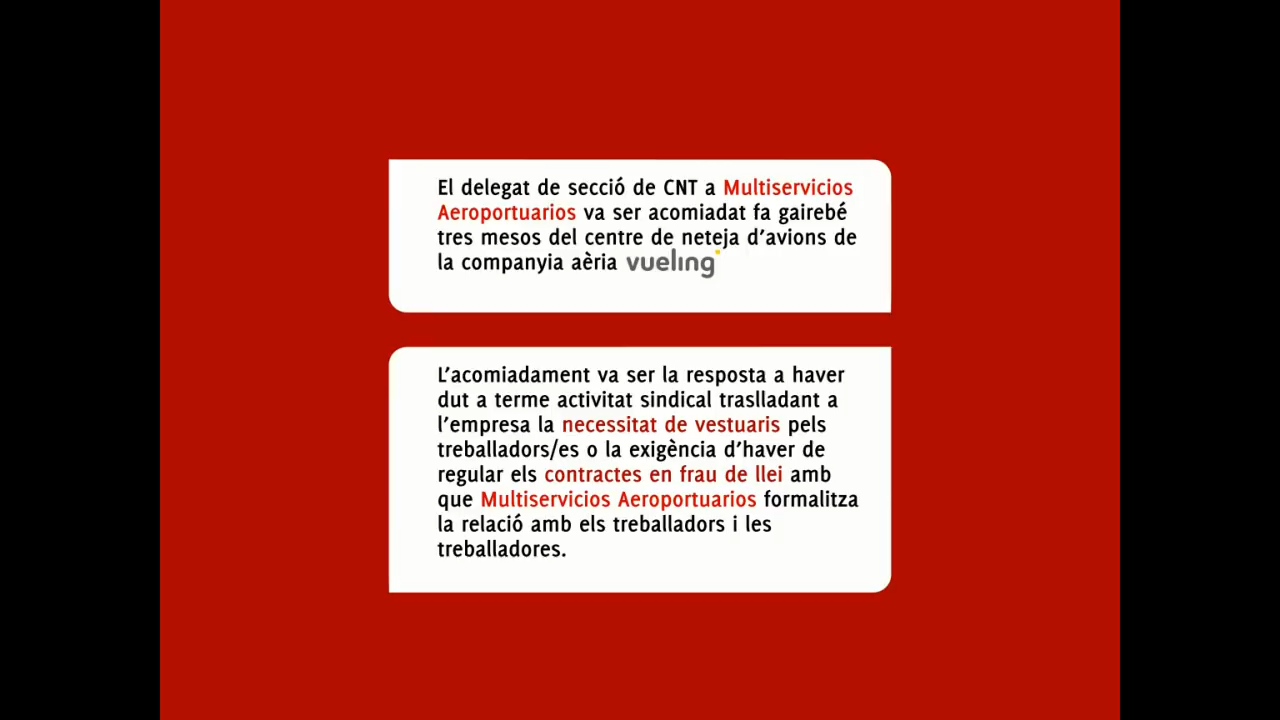 El delegat de secció de CNT a Multiservicios
Aeroportuarios va ser acomiadat fa gairebé
tres mesos del centre de neteja d’avions de
la companyia aèria vueling
L’acomiadament va ser la resposta a haver
dut a terme activitat sindical traslladant a
l’empresa la necessitat de vestuaris pels
treballadors/es o la exigència d’haver de
regular els contractes en frau de llei amb
que Multiservicios Aeroportuarios formalitza
la relació amb els treballadors i les
treballadores.